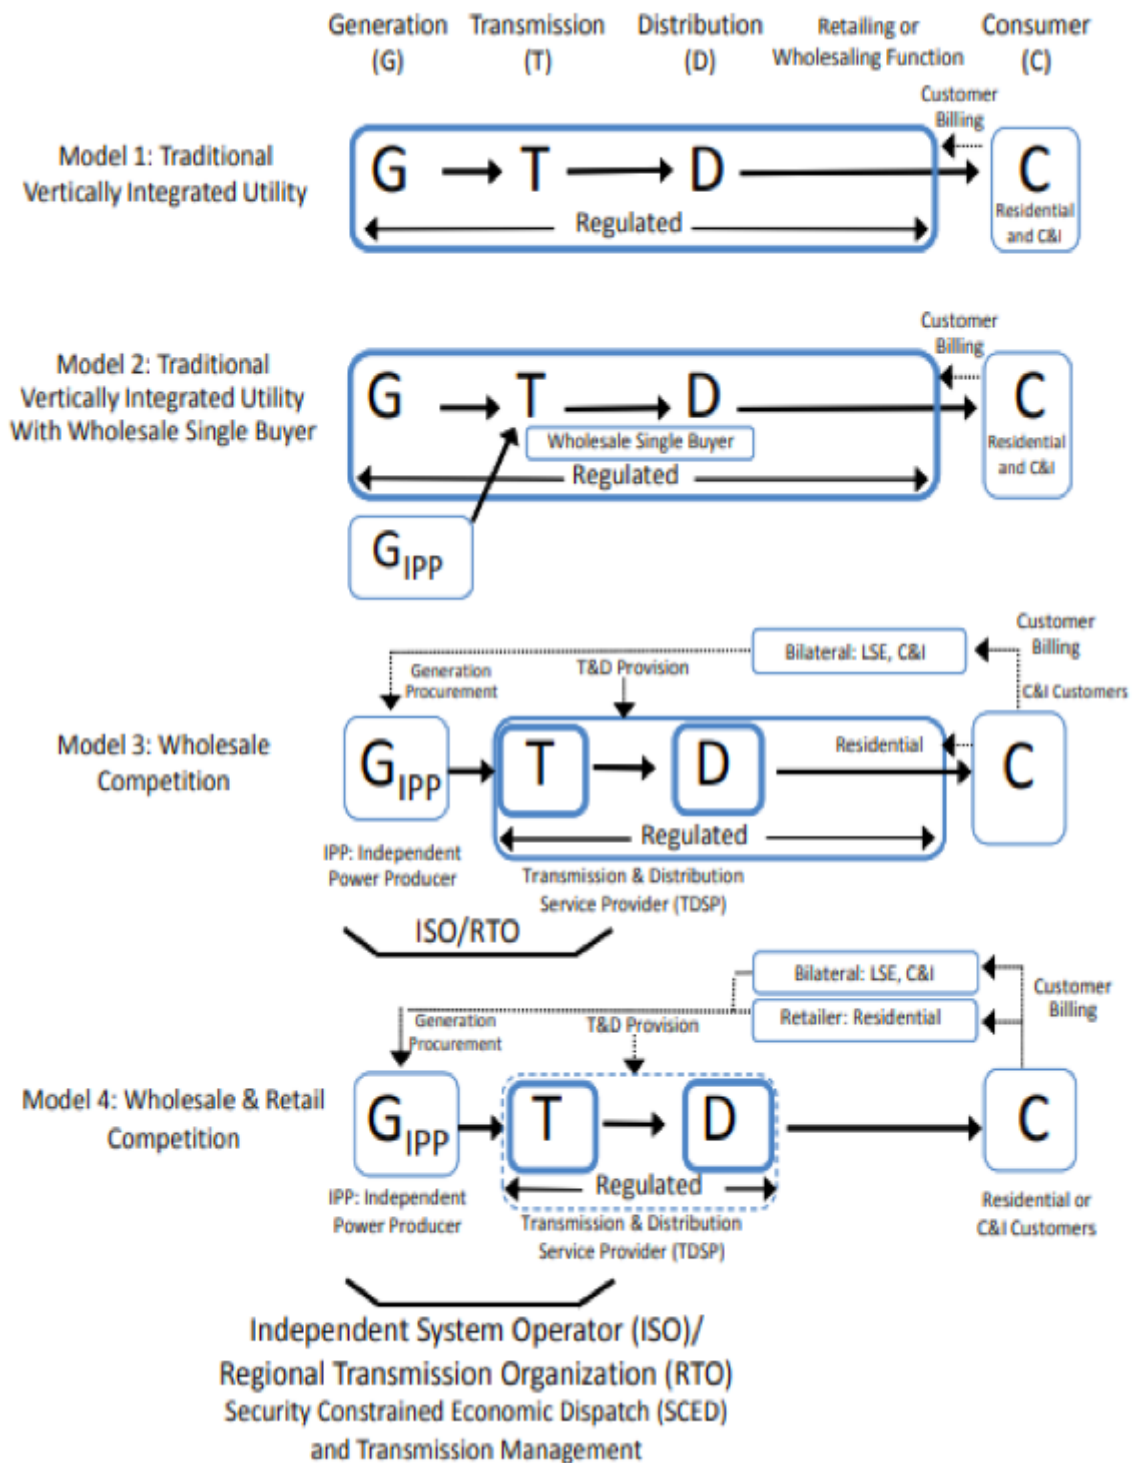 Generation
(G)
Transmission
(T)
Distribution
(D)
Retailing or
Wholesaling Function
Consumer
(C)
Customer
Billing
Model 1: Traditional
Vertically Integrated Utility
G
T
D
C
Residential
and C&I
Regulated
Customer
Billing
Model 2: Traditional
Vertically Integrated Utility
With Wholesale Single Buyer
G
T
D
C
Wholesale Single Buyer
Residential
and C&I
Regulated
GIPP
Customer
Billing
Bilateral: LSE, C&I
Generation
Procurement
T&D Provision
C&I Customers
Model 3: Wholesale
Competition
GIPP
T
D
Residential
C
Regulated
IPP: Independent
Power Producer
Transmission & Distribution
Service Provider (TDSP)
ISO/RTO
Bilateral: LSE, C&I
Retailer: Residential
Customer
Billing
Generation
Procurement
T&D Provision
Model 4: Wholesale & Retail
Competition
GIPP
T
D
C
Regulated
IPP: Independent
Power Producer
Transmission & Distribution
Service Provider (TDSP)
Residential or
C&I Customers
Independent System Operator (ISO)/
Regional Transmission Organization (RTO)
Security Constrained Economic Dispatch (SCED)
and Transmission Management